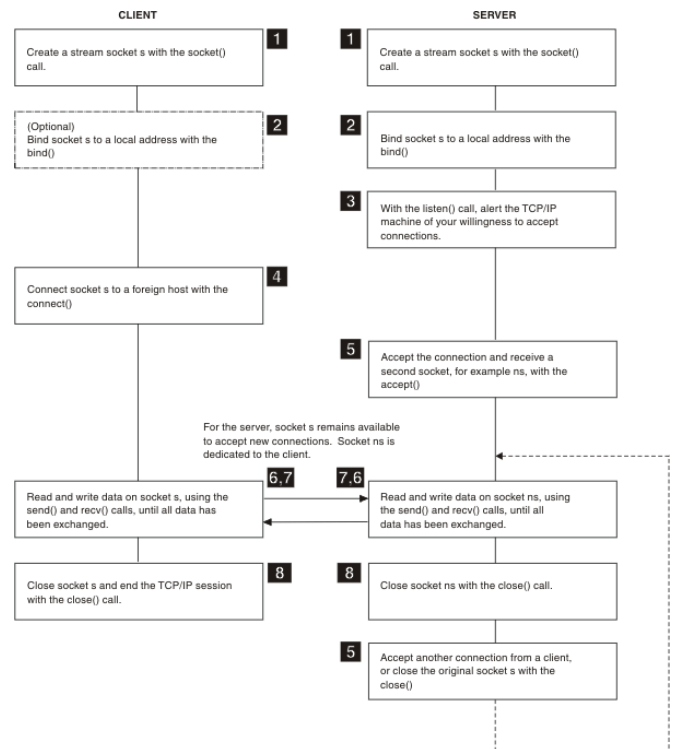 CLIENT
SERVER
1
1
Create a stream socket s with the socket()
call.
Create a stream socket s with the socket()
call.
2
2
(Optional)
Bind socket s to a local address with the
bind()
Bind socket s to a local address with the
bind()
3
With the listen() call, alert the TCP/IP
machine of your willingness to accept
connections.
4
Connect socket s to a foreign host with the
connect()
5
Accept the connection and receive a
second socket, for example ns, with the
accept()
For the server, socket s remains available
to accept new connections. Socket ns is
dedicated to the client.
6,7
7,6
Read and write data on socket s, using the
send() and recv() calls, until all data has
been exchanged.
Read and write data on socket ns, using
the send() and recv() calls, until all
data has been exchanged.
8
8
Close socket s and end the TCP/IP session
with the close() call.
Close socket ns with the close() call.
5
Accept another connection from a client,
or close the original socket s with the
close()